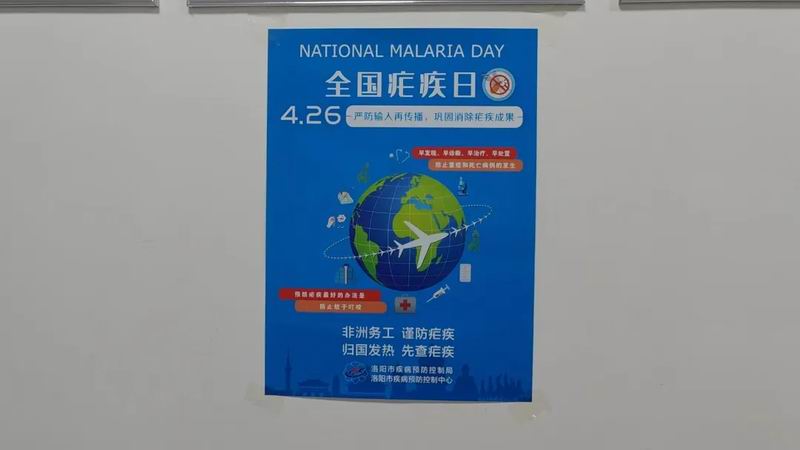 NATIONAL MALARIA DAY
全国疟疾日
4.26 严防输入再传播，巩固消除疟疾成果
早发现、早诊断、早治疗、早处置
防止重症和死亡病例的发生
预防疟疾最好的办法是
防止蚊子叮咬
非洲务工 谨防疟疾
归国发热 先查疟疾
洛阳市疾病预防控制局
洛阳市疾病预防控制中心